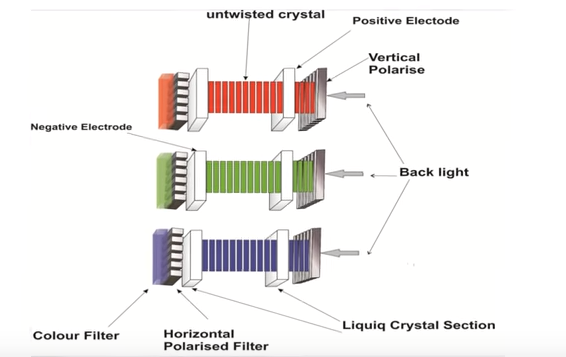 untwisted crystal
Positive Electode
Vertical
Polarise
Negative Electrode
Back light
Colour Filter
Horizontal
Polarised Filter
Liquiq Crystal Section